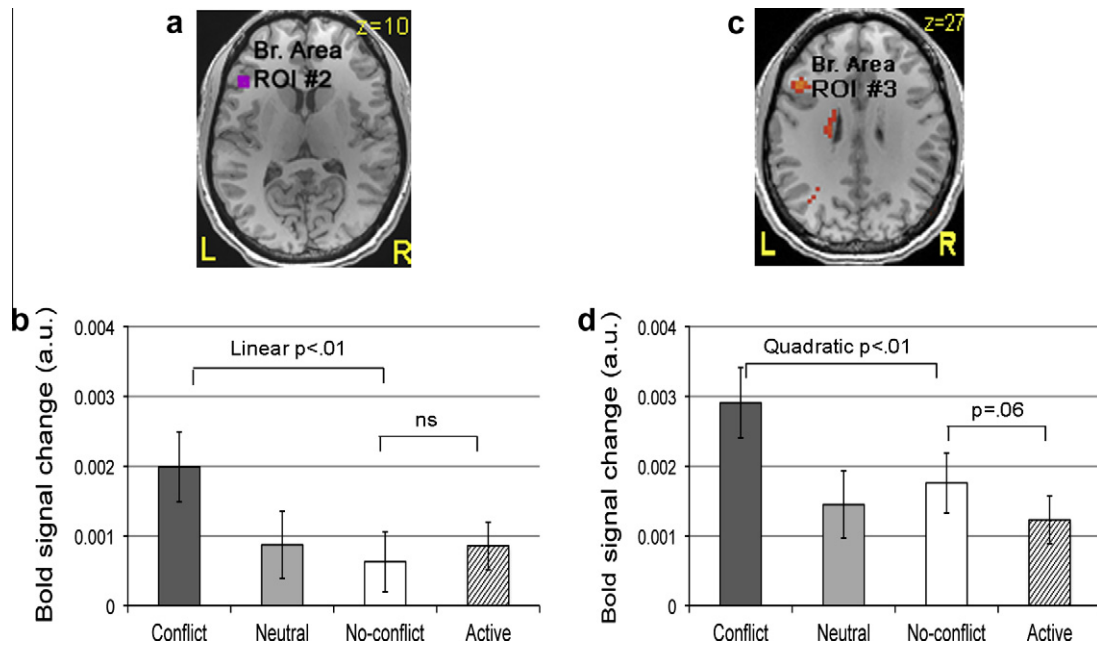 a
z=10
Br. Area
ROI #2
L R
c
z=27
Br. Area
ROI #3
L R
b
Bold signal change (a.u.)
0.004
0.003
0.002
0.001
0
Linear p<.01
ns
Conflict Neutral No-conflict Active
d
Bold signal change (a.u.)
0.004
0.003
0.002
0.001
0
Quadratic p<.01
p=.06
Conflict Neutral No-conflict Active